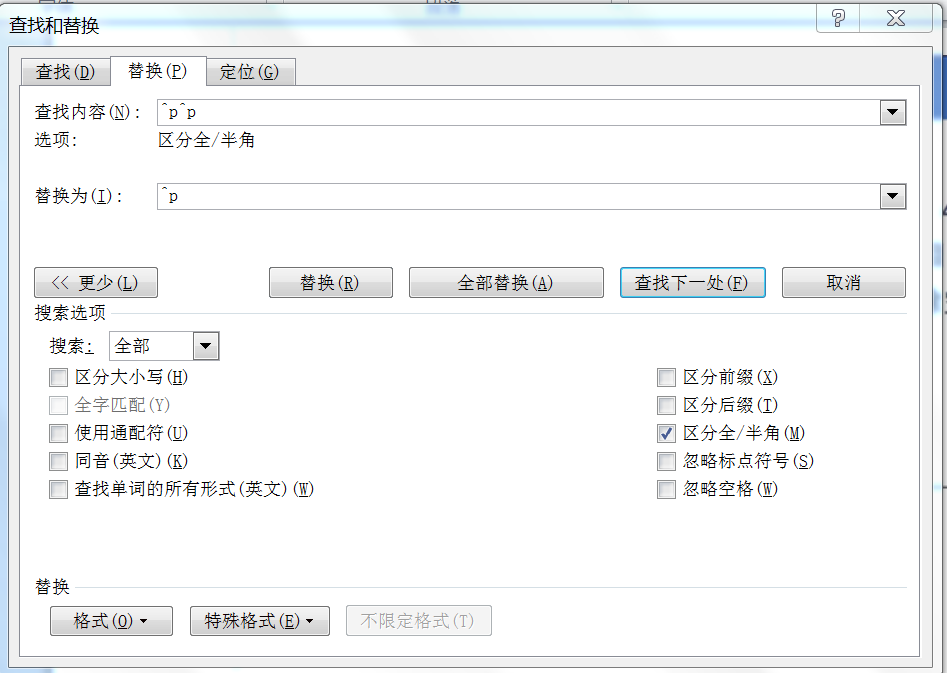 查找和替换
查找(D) 替换(P) 定位(G)
查找内容(N): ^p^p
选项: 区分全/半角
替换为(I): ^p
<< 更少(L) 替换(R) 全部替换(A) 查找下一处(F) 取消
搜索选项
搜索: 全部
区分大小写(H) 区分前缀(X)
全字匹配(Y) 区分后缀(T)
使用通配符(U) 区分全/半角(M)
同音(英文)(K) 忽略标点符号(S)
查找单词的所有形式(英文)(W) 忽略空格(W)
替换
格式(O) 特殊格式(E) 不限定格式(T)